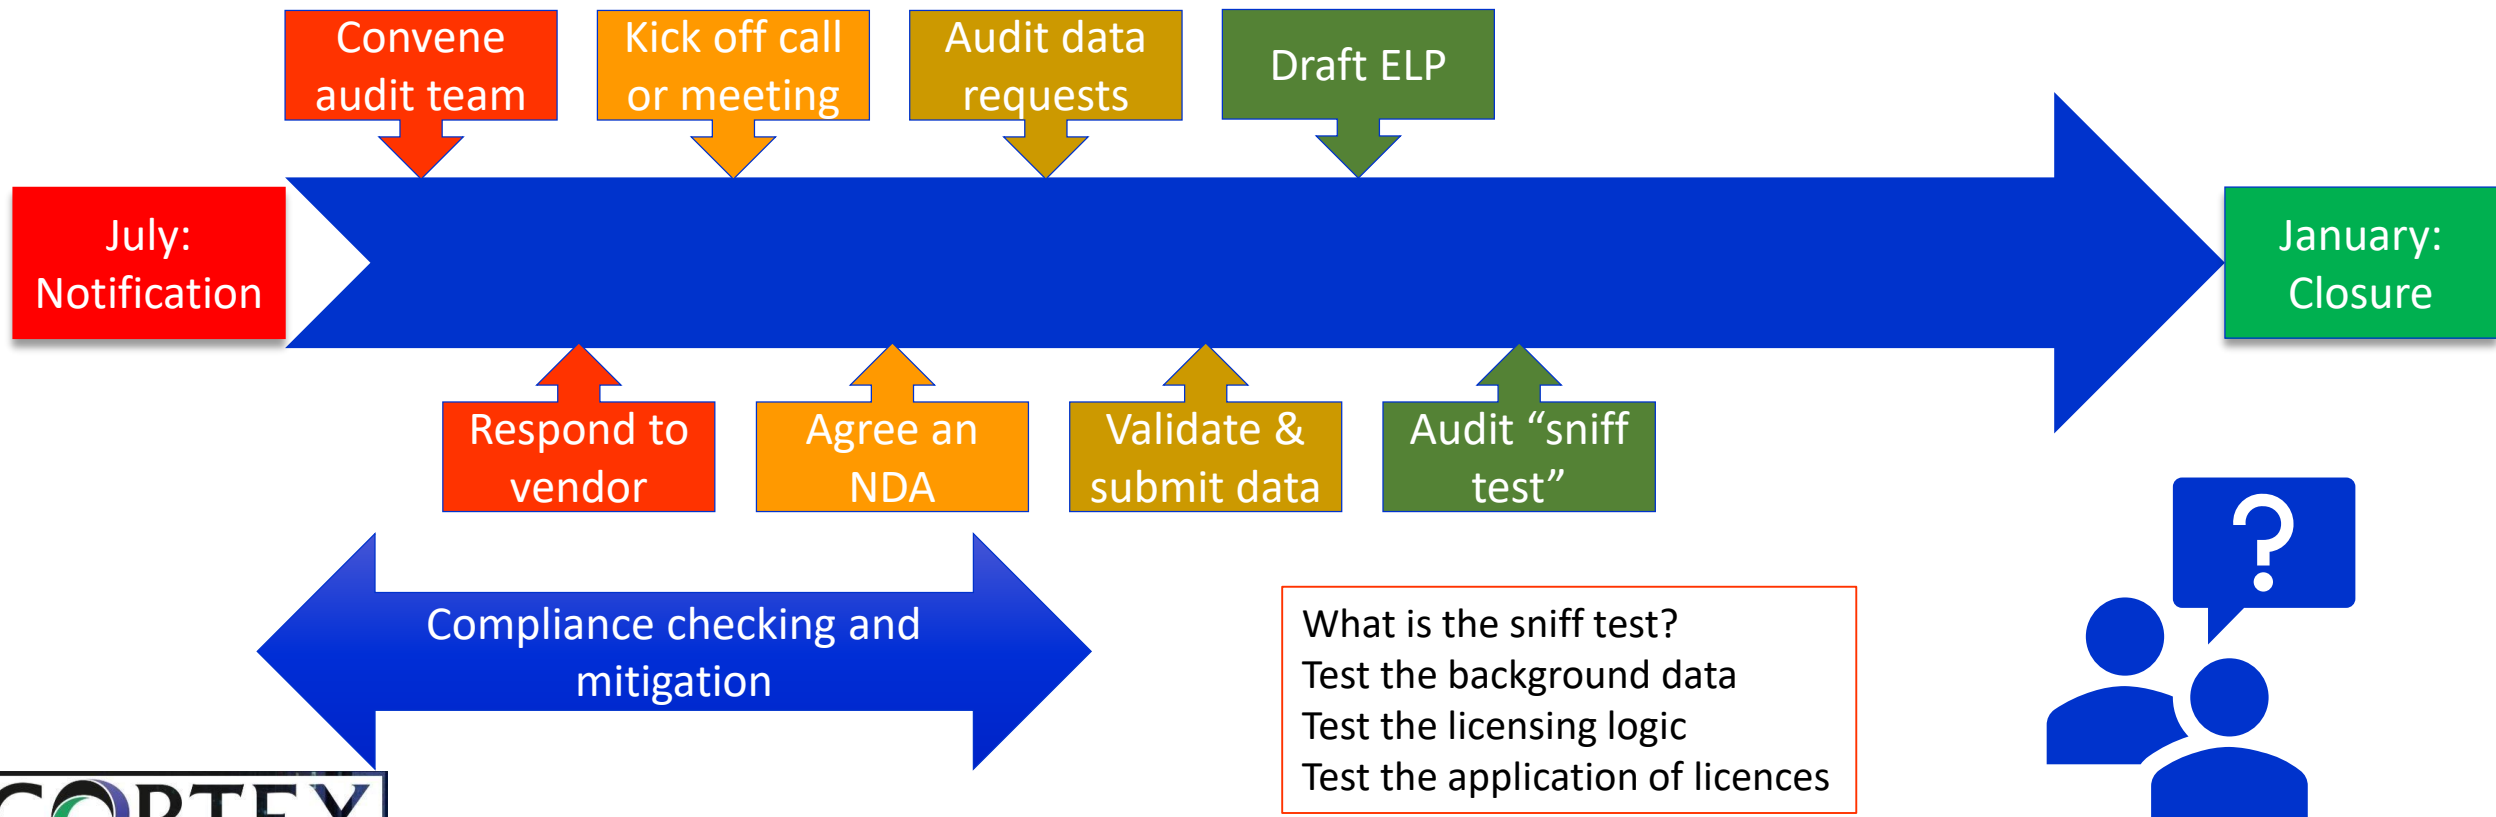 Convene
audit team
Kick off call
or meeting
Audit data
requests
Draft ELP
July:
Notification
January:
Closure
Respond to
vendor
Agree an
NDA
Validate &
submit data
Audit “sniff
test”
Compliance checking and
mitigation
What is the sniff test?
Test the background data
Test the licensing logic
Test the application of licences
?
CORTEX